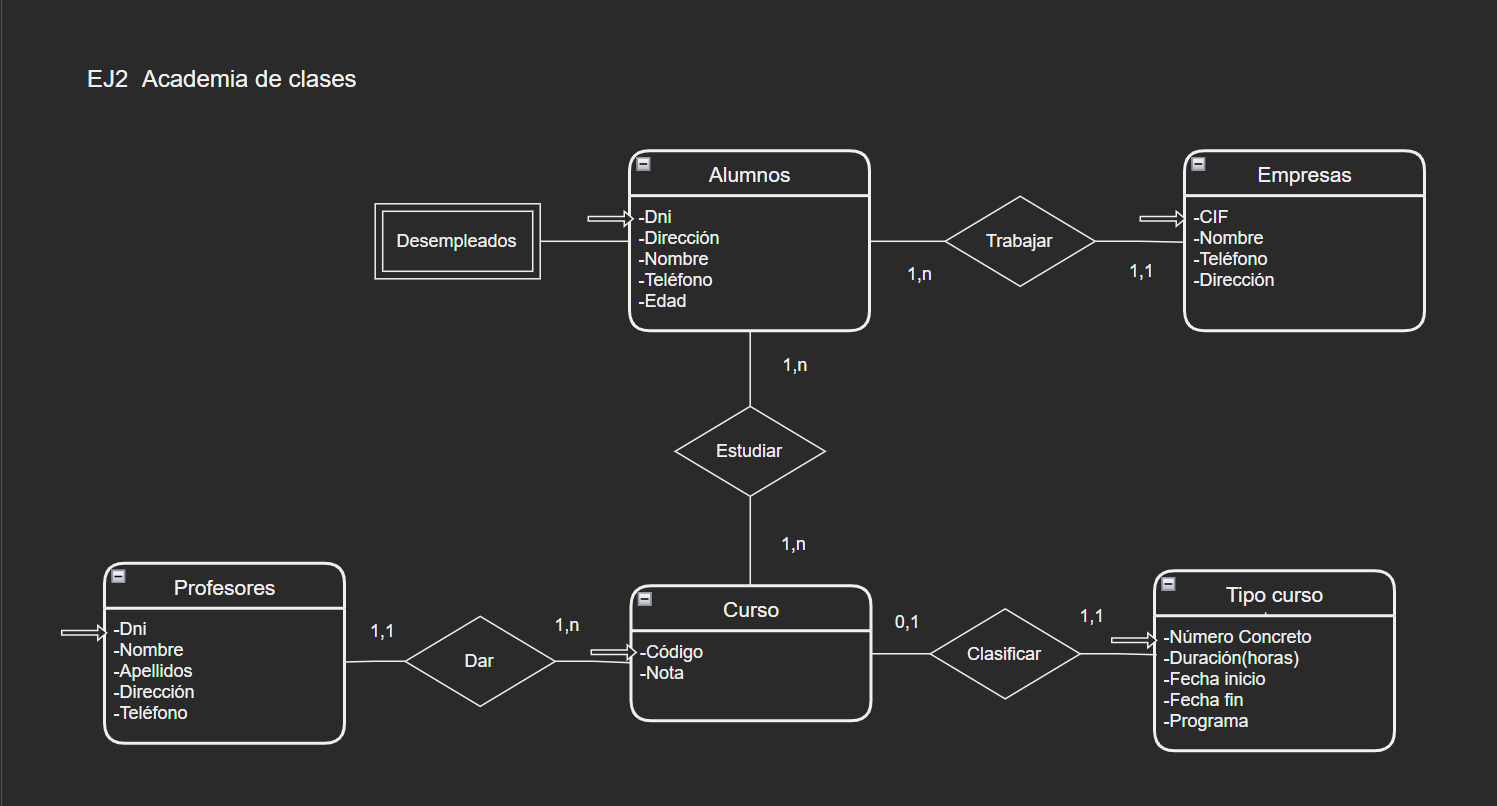 EJ2 Academia de clases
Alumnos
-Dni
-Dirección
-Nombre
-Teléfono
-Edad
Empresas
-CIF
-Nombre
-Teléfono
-Dirección
Desempleados
Trabajar
1,n
1,1
1,n
Estudiar
1,n
Profesores
-Dni
-Nombre
-Apellidos
-Dirección
-Teléfono
1,1
Dar
1,n
Curso
-Código
-Nota
0,1
Clasificar
1,1
Tipo curso
-Número Concreto
-Duración(horas)
-Fecha inicio
-Fecha fin
-Programa